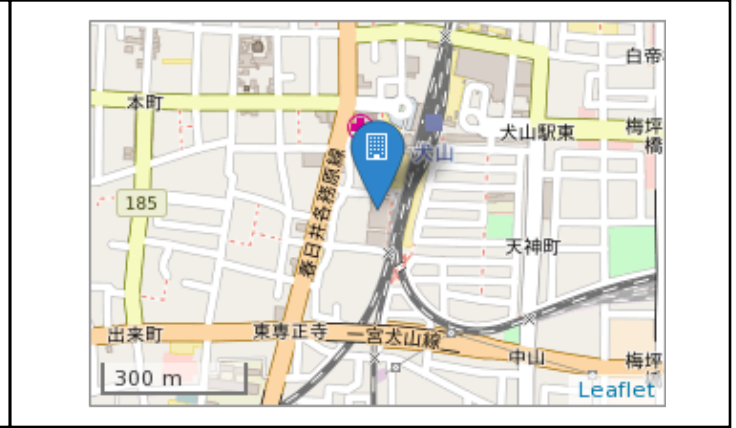 白帝
本町
犬山駅東
梅坪
橋
犬山
185
春日井各務原線
天神町
出来町
東専正寺
一宮犬山線
中山
梅坪
300 m
Leaflet